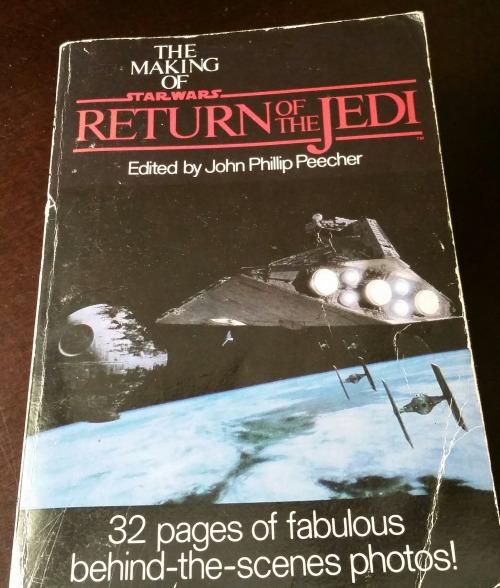 THE
MAKING
OF
STAR WARS
RETURN OF THE JEDI™
Edited by John Phillip Peecher
32 pages of fabulous
behind-the-scenes photos!